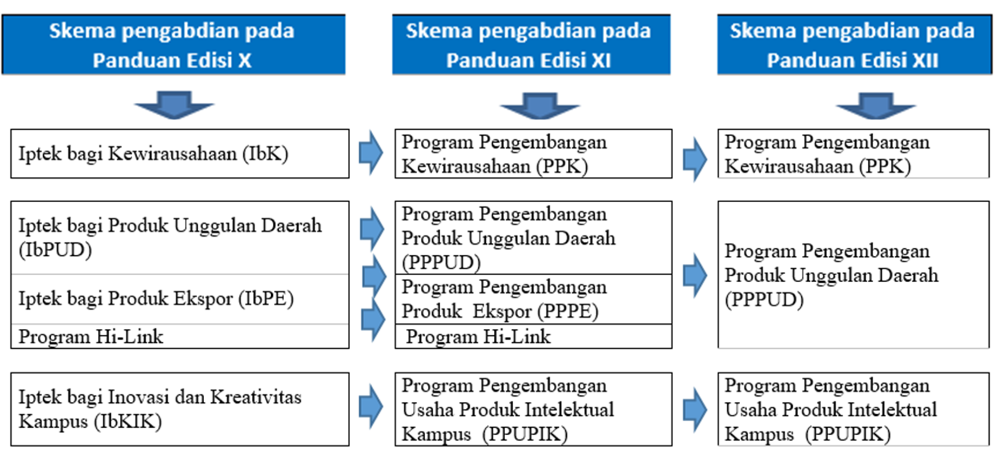 Skema pengabdian pada
Panduan Edisi X
Skema pengabdian pada
Panduan Edisi XI
Skema pengabdian pada
Panduan Edisi XII
Iptek bagi Kewirausahaan (IbK)
Program Pengembangan
Kewirausahaan (PPK)
Program Pengembangan
Kewirausahaan (PPK)
Iptek bagi Produk Unggulan Daerah
(IbPUD)
Program Pengembangan
Produk Unggulan Daerah
(PPPUD)
Iptek bagi Produk Ekspor (IbPE)
Program Pengembangan
Produk Ekspor (PPPE)
Program Hi-Link
Program Hi-Link
Program Pengembangan
Produk Unggulan Daerah
(PPPUD)
Iptek bagi Inovasi dan Kreativitas
Kampus (IbKIK)
Program Pengembangan
Usaha Produk Intelektual
Kampus (PPUPIK)
Program Pengembangan
Usaha Produk Intelektual
Kampus (PPUPIK)